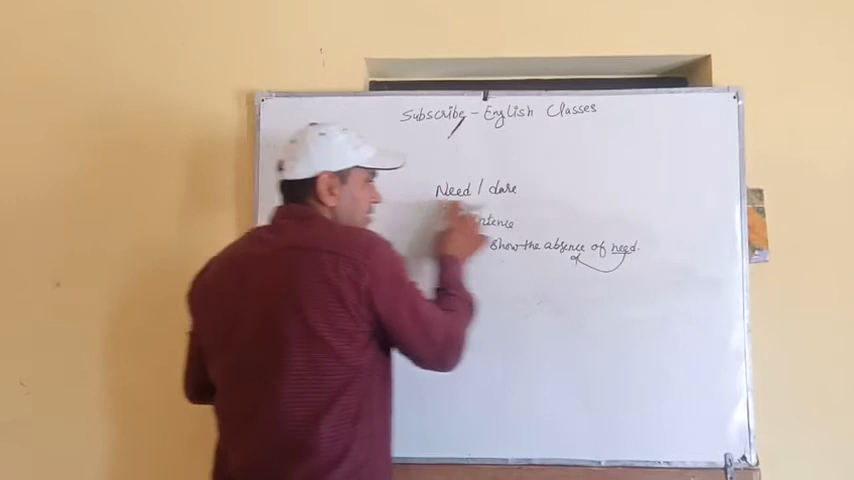 Subscribe - English Classes
Need / dare
Show the absence of need.